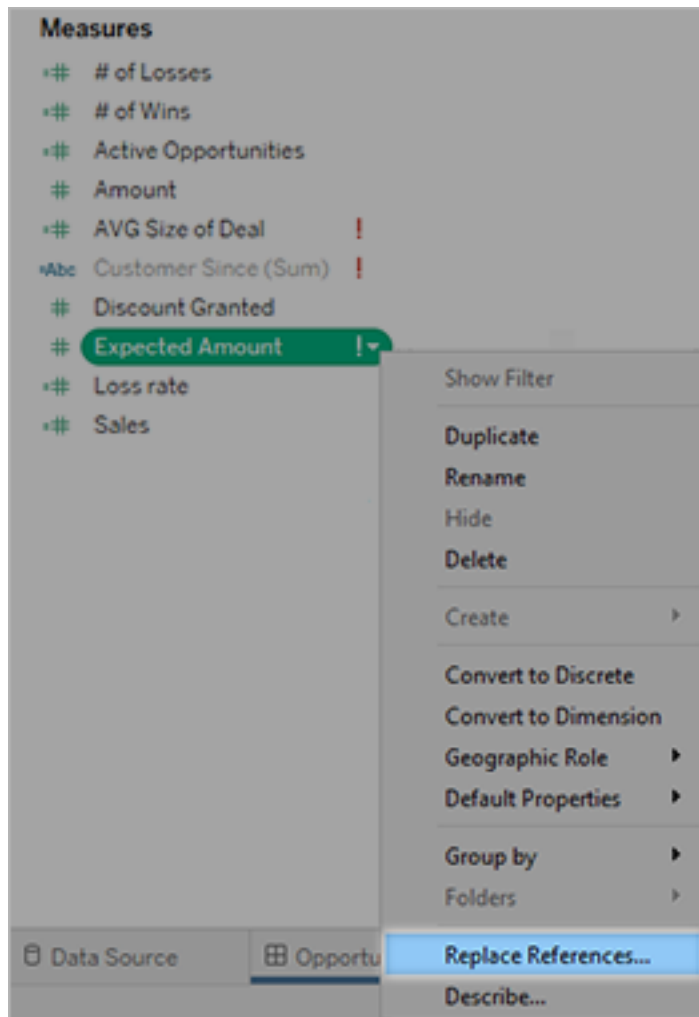 Measures
# of Losses
# of Wins
Active Opportunities
Amount
AVG Size of Deal !
Abc Customer Since (Sum) !
Discount Granted
Expected Amount !
Loss rate
Sales
Show Filter
Duplicate
Rename
Hide
Delete
Create
Convert to Discrete
Convert to Dimension
Geographic Role
Default Properties
Group by
Folders
Replace References...
Describe...
Data Source
Opportu